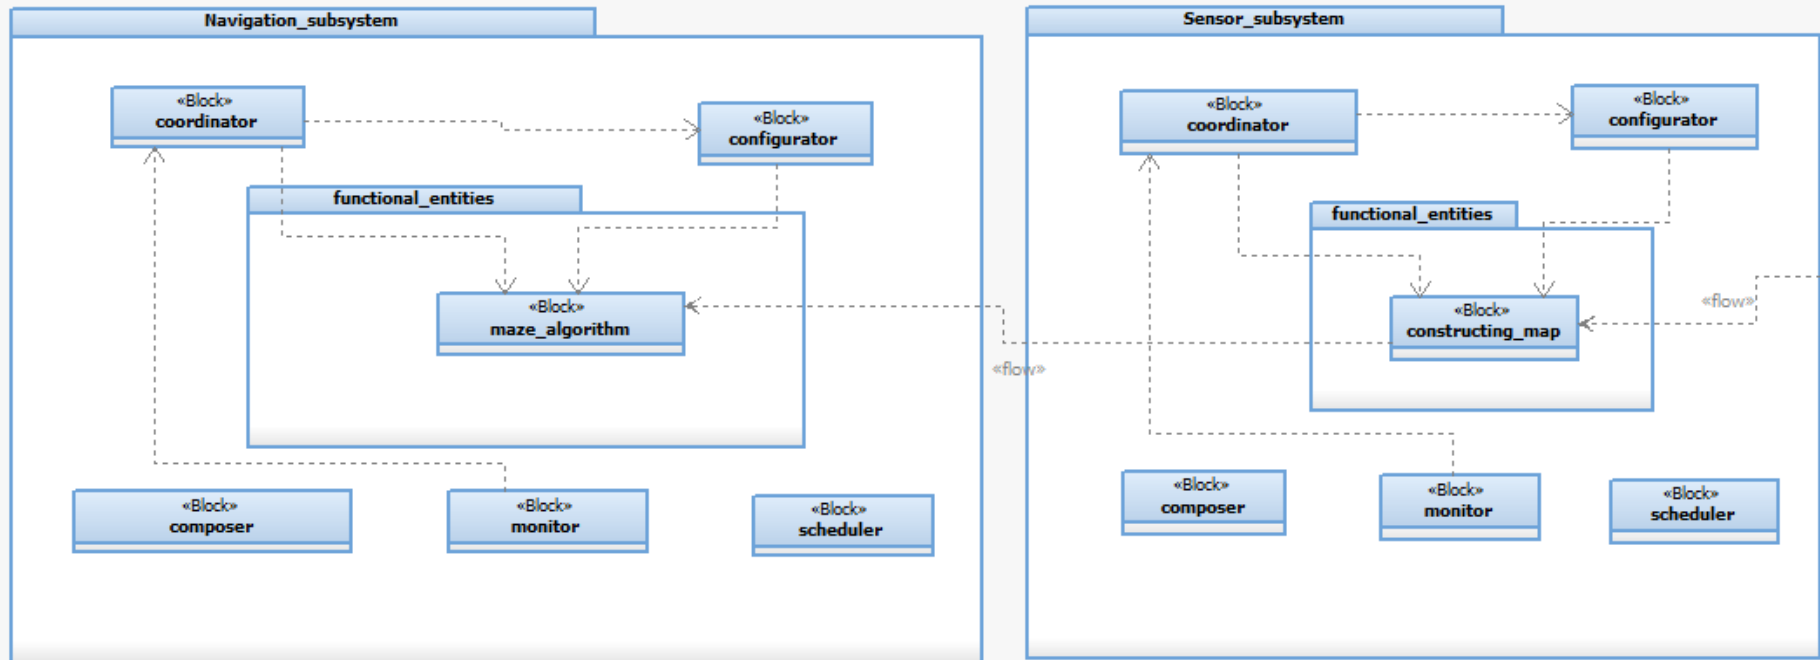 Navigation_subsystem
«Block»
coordinator
«Block»
configurator
functional_entities
«Block»
maze_algorithm
«Block»
composer
«Block»
monitor
«Block»
scheduler
«flow»
Sensor_subsystem
«Block»
coordinator
«Block»
configurator
functional_entities
«Block»
constructing_map
«flow»
«Block»
composer
«Block»
monitor
«Block»
scheduler